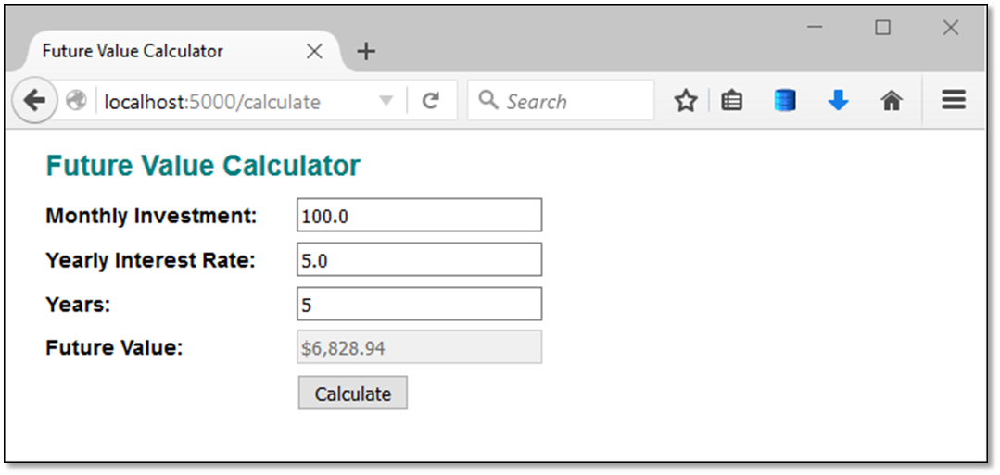 Future Value Calculator
localhost:5000/calculate Search
Future Value Calculator
Monthly Investment: 100.0
Yearly Interest Rate: 5.0
Years: 5
Future Value: $6,828.94
Calculate